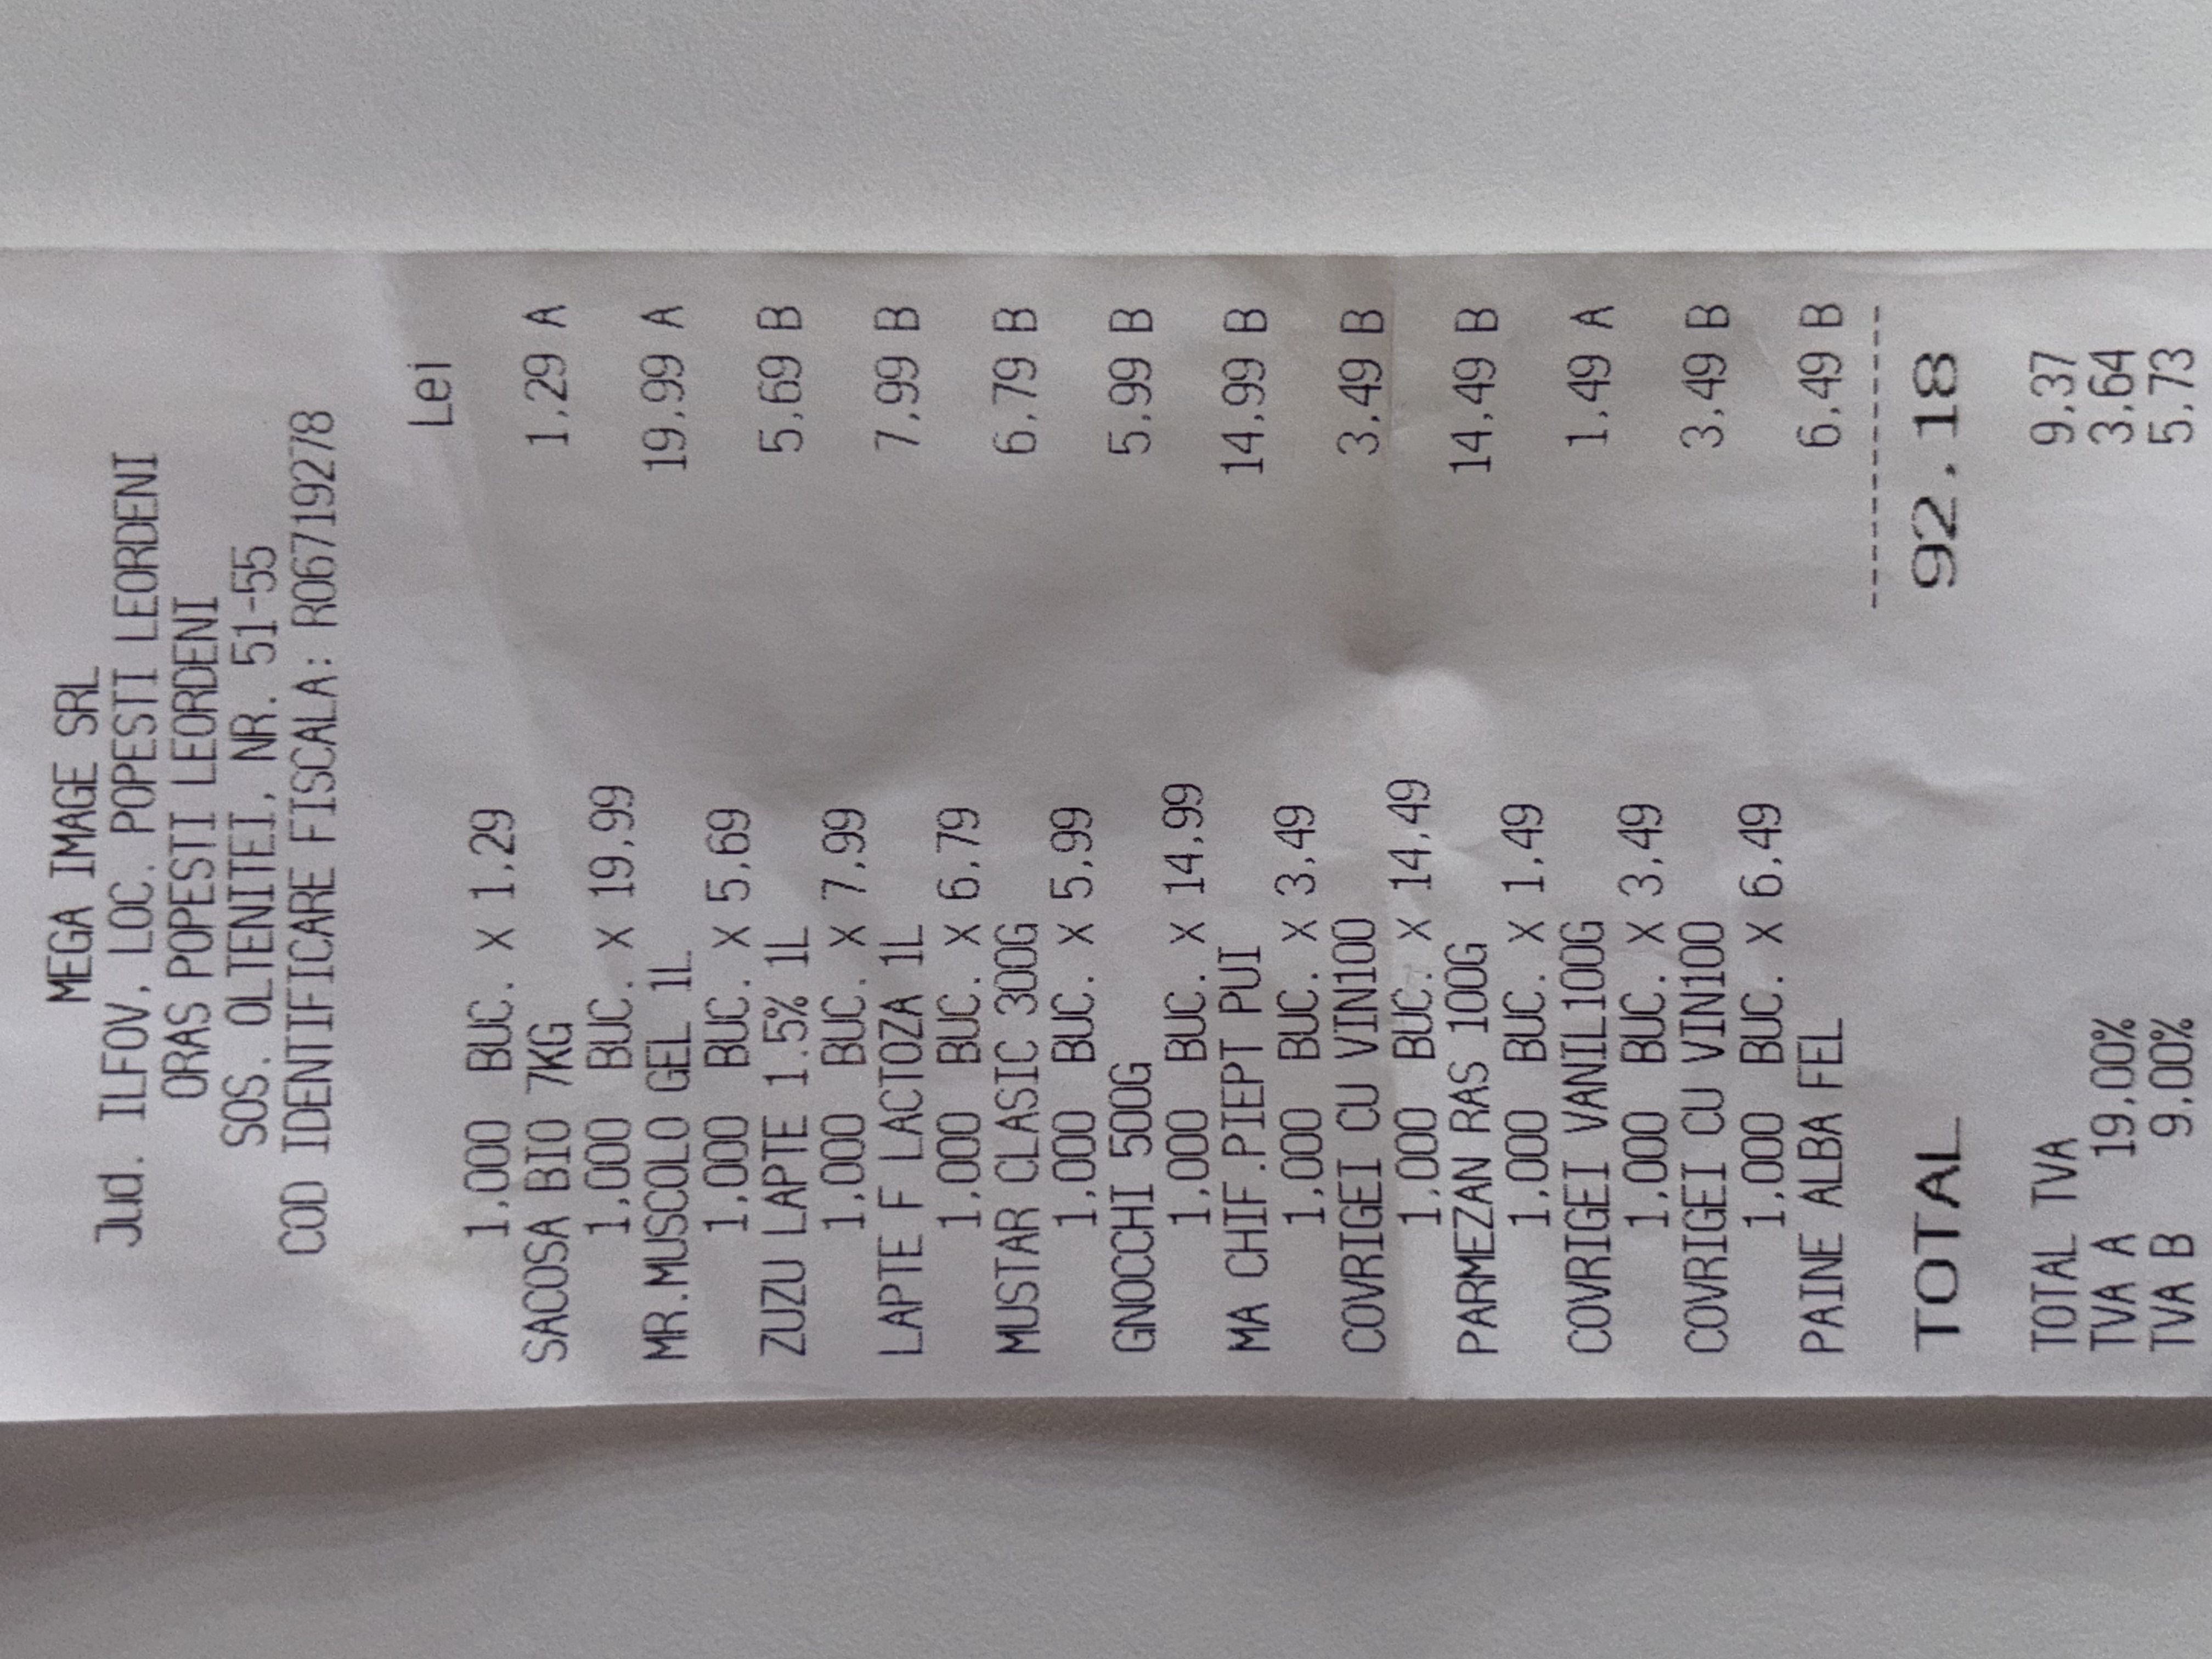 MEGA IMAGE SRL
Jud. ILFOV, LOC. POPESTI LEORDENI
ORAS POPESTI LEORDENI
SOS. OLTENITEI, NR. 51-55
COD IDENTIFICARE FISCALA: RO6719278
Lei
1,000 BUC. X 1,29
SACOSA BIO 7KG 1,29 A
1,000 BUC. X 19,99
MR.MUSCOLO GEL 1L 19,99 A
1,000 BUC. X 5,69
ZUZU LAPTE 1.5% 1L 5,69 B
1,000 BUC. X 7,99
LAPTE F LACTOZA 1L 7,99 B
1,000 BUC. X 6,79
MUSTAR CLASIC 300G 6,79 B
1,000 BUC. X 5,99
GNOCCHI 500G 5,99 B
1,000 BUC. X 14,99
MA CHIF.PIEPT PUI 14,99 B
1,000 BUC. X 3,49
COVRIGEI CU VIN100 3,49 B
1,000 BUC. X 14,49
PARMEZAN RAS 100G 14,49 B
1,000 BUC. X 1,49
COVRIGEI VANIL100G 1,49 A
1,000 BUC. X 3,49
COVRIGEI CU VIN100 3,49 B
1,000 BUC. X 6,49
PAINE ALBA FEL 6,49 B
-------------
TOTAL 92.18
TOTAL TVA 9,37
TVA A 19,00% 3,64
TVA B 9,00% 5,73